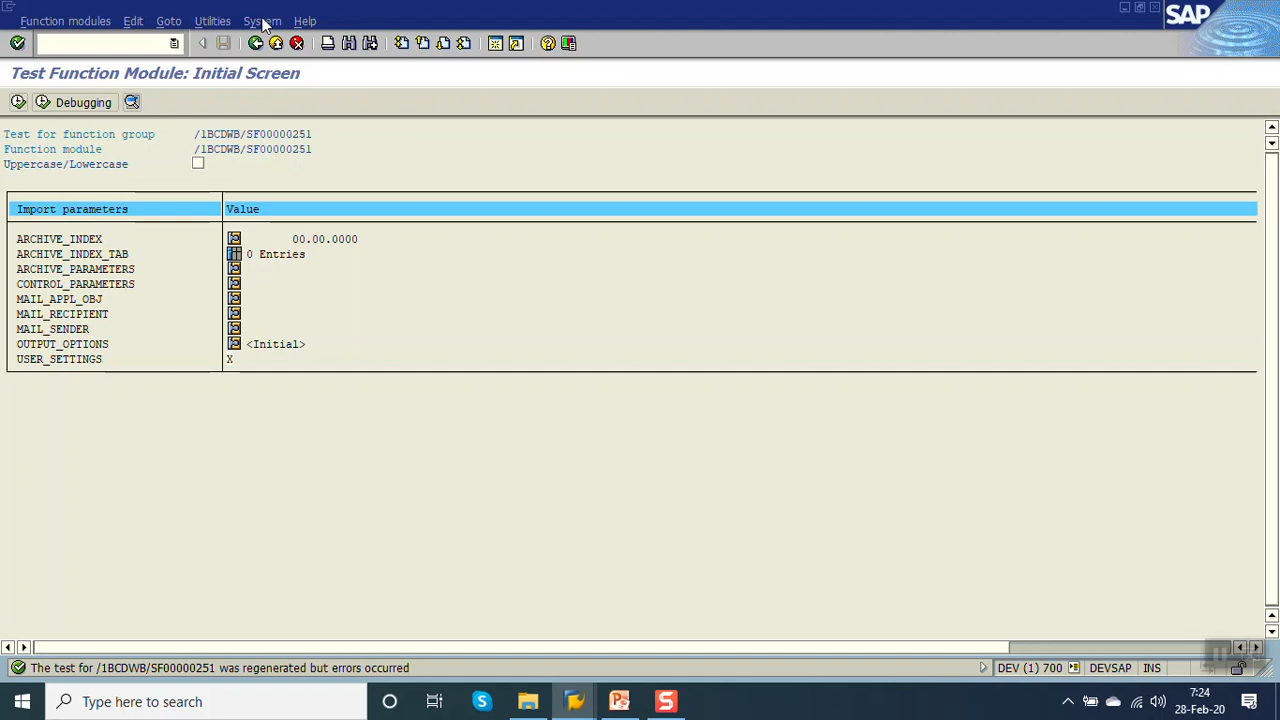 Function modules Edit Goto Utilities System Help
SAP
Test Function Module: Initial Screen
Debugging
Test for function group /1BCDWB/SF00000251
Function module /1BCDWB/SF00000251
Uppercase/Lowercase
Import parameters Value
ARCHIVE_INDEX 00.00.0000
ARCHIVE_INDEX_TAB 0 Entries
ARCHIVE_PARAMETERS
CONTROL_PARAMETERS
MAIL_APPL_OBJ
MAIL_RECIPIENT
MAIL_SENDER
OUTPUT_OPTIONS <Initial>
USER_SETTINGS X
The test for /1BCDWB/SF00000251 was regenerated but errors occurred DEV (1) 700 DEVSAP INS
Type here to search
7:24
28-Feb-20